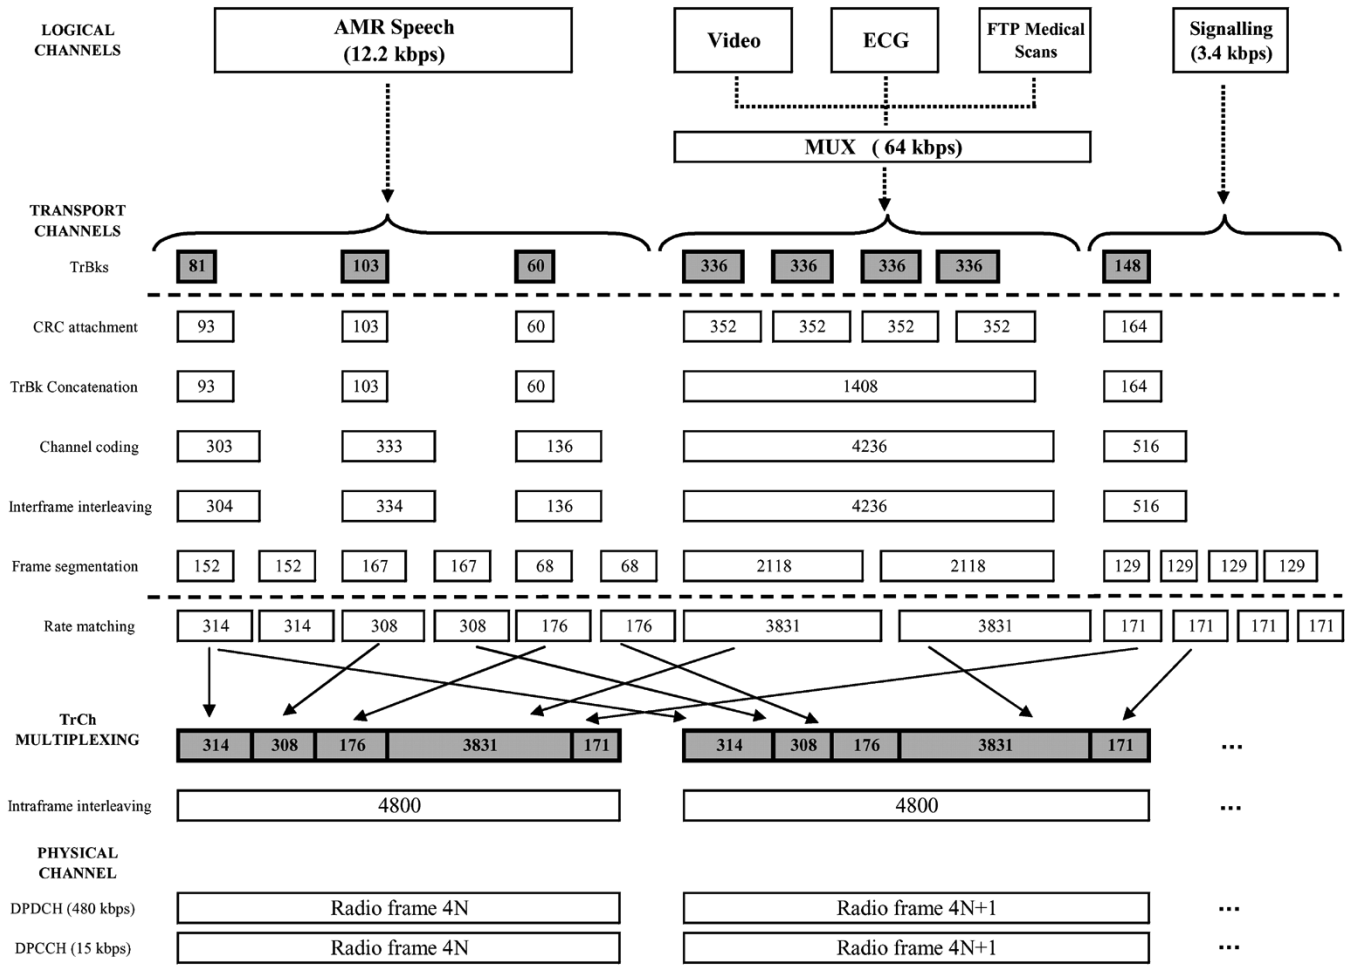 LOGICAL CHANNELS
AMR Speech (12.2 kbps)
Video
ECG
FTP Medical Scans
Signalling (3.4 kbps)
MUX ( 64 kbps)
TRANSPORT CHANNELS
TrBks 81 103 60 336 336 336 336 148
CRC attachment 93 103 60 352 352 352 352 164
TrBk Concatenation 93 103 60 1408 164
Channel coding 303 333 136 4236 516
Interframe interleaving 304 334 136 4236 516
Frame segmentation 152 152 167 167 68 68 2118 2118 129 129 129 129
Rate matching 314 314 308 308 176 176 3831 3831 171 171 171 171
TrCh MULTIPLEXING 314 308 176 3831 171 314 308 176 3831 171 ...
Intraframe interleaving 4800 4800 ...
PHYSICAL CHANNEL
DPDCH (480 kbps) Radio frame 4N Radio frame 4N+1 ...
DPCCH (15 kbps) Radio frame 4N Radio frame 4N+1 ...